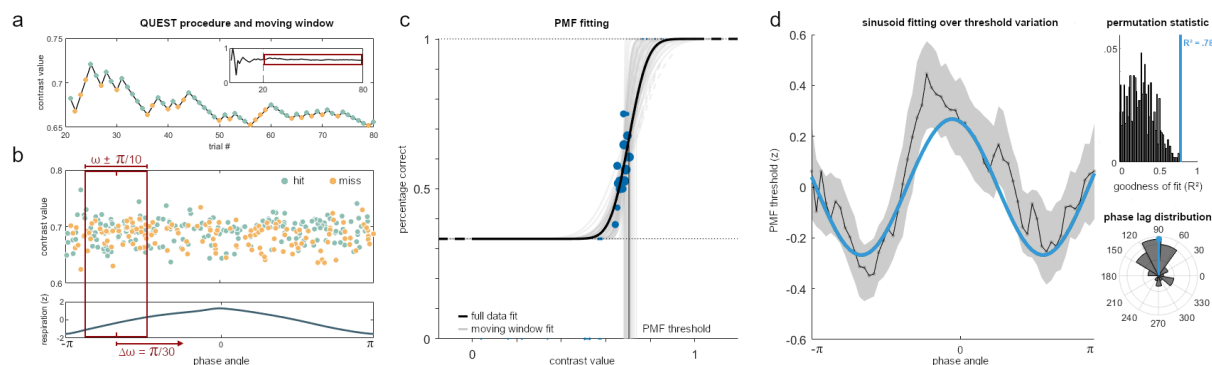 a
QUEST procedure and moving window
0.75
0.7
0.65
contrast value
20
30
40
50
60
70
80
trial #
1
0
20
80
b
ω ± π/10
0.8
0.7
0.6
contrast value
hit
miss
respiration (z)
2
0
-2
-π
0
π
Δω = π/30
phase angle
c
PMF fitting
1
0.5
0
percentage correct
full data fit
moving window fit
PMF threshold
0
1
contrast value
d
sinusoid fitting over threshold variation
0.6
0.4
0.2
0
-0.2
-0.4
-0.6
PMF threshold (z)
-π
0
π
phase angle
permutation statistic
.05
0
R² = .78
0
0.5
1
goodness of fit (R²)
phase lag distribution
90
120
60
150
30
180
0
210
330
240
300
270